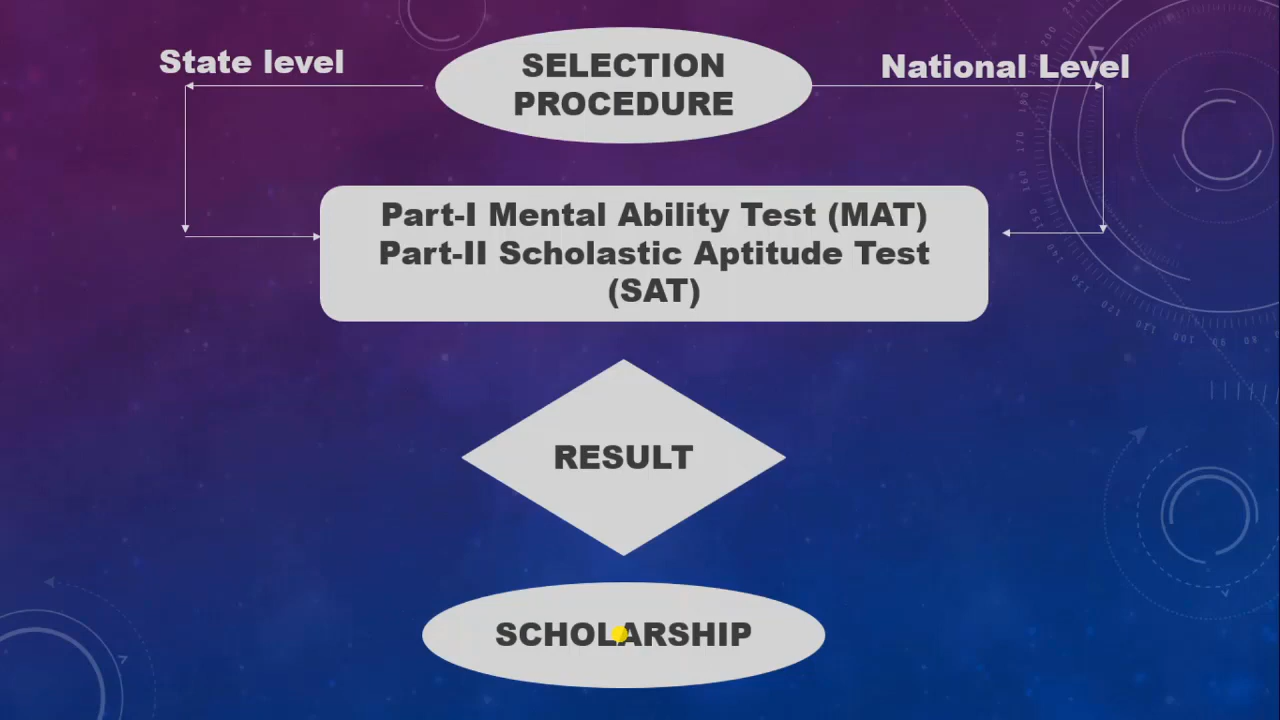 State level
SELECTION
PROCEDURE
National Level
Part-I Mental Ability Test (MAT)
Part-II Scholastic Aptitude Test
(SAT)
RESULT
SCHOLARSHIP